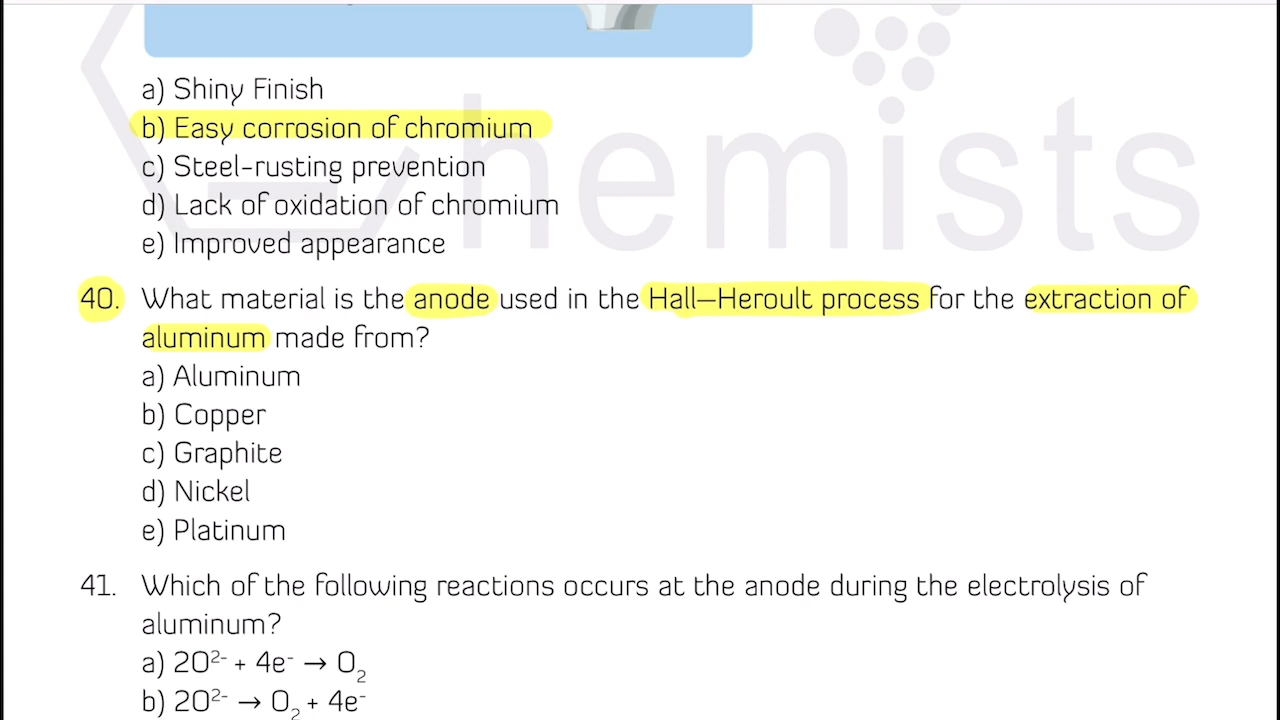 a) Shiny Finish
b) Easy corrosion of chromium
c) Steel-rusting prevention
d) Lack of oxidation of chromium
e) Improved appearance
40. What material is the anode used in the Hall–Heroult process for the extraction of
aluminum made from?
a) Aluminum
b) Copper
c) Graphite
d) Nickel
e) Platinum
41. Which of the following reactions occurs at the anode during the electrolysis of
aluminum?
a) 2O²⁻ + 4e⁻ → O₂
b) 2O²⁻ → O₂ + 4e⁻
Chemists